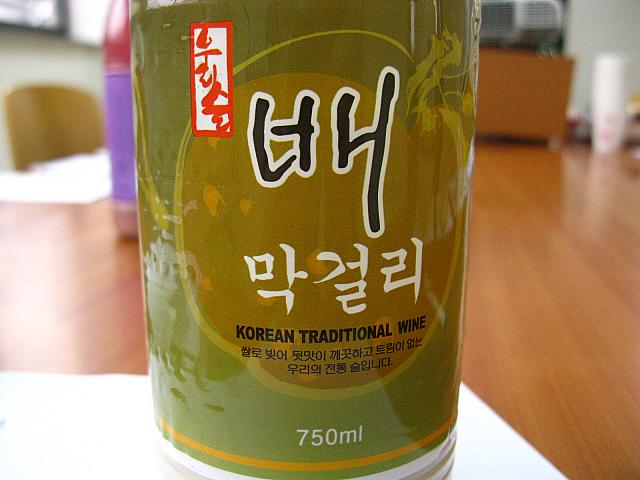 우리술
배
막걸리
KOREAN TRADITIONAL WINE
쌀로 빚어 뒷맛이 깨끗하고 트림이 없는
우리의 전통 술입니다.
750ml